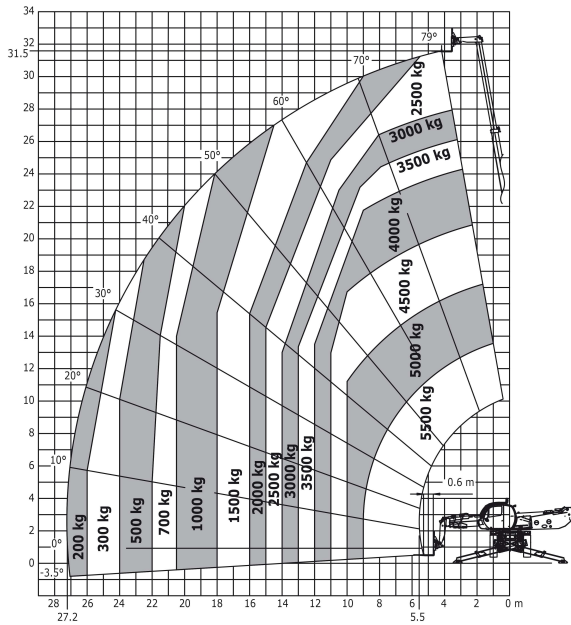 34
32
31.5
30
28
26
24
22
20
18
16
14
12
10
8
6
4
2
0
79°
70°
60°
50°
40°
30°
20°
10°
0°
-3.5°
2500 kg
3000 kg
3500 kg
4000 kg
4500 kg
5000 kg
5500 kg
200 kg
300 kg
500 kg
700 kg
1000 kg
1500 kg
2000 kg
2500 kg
3000 kg
3500 kg
0.6 m
28 26 24 22 20 18 16 14 12 10 8 6 4 2 0 m
27.2 5.5